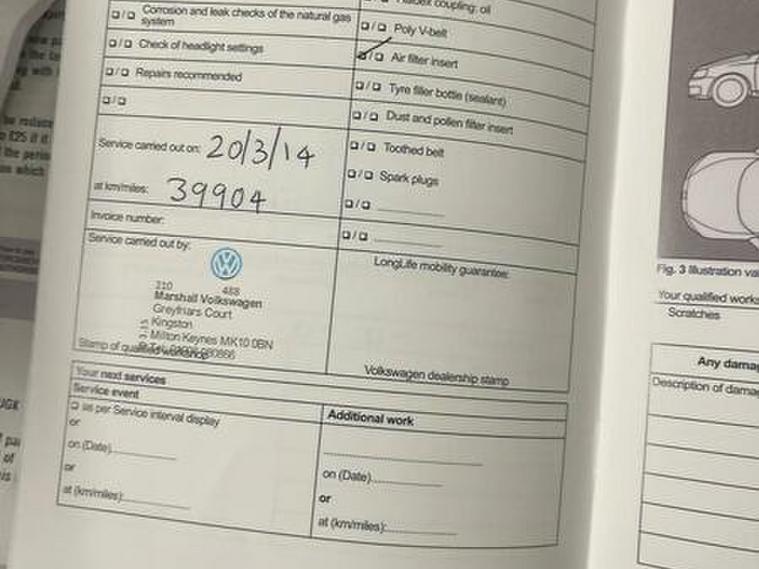 Haldex coupling: oil
Corrosion and leak checks of the natural gas system
Poly V-belt
Check of headlight settings
Air filter insert
Repairs recommended
Tyre filler bottle (sealant)
Dust and pollen filter insert
Service carried out on: 20/3/14
Toothed belt
at km/miles: 39904
Spark plugs
Invoice number:
Service carried out by:
LongLife mobility guarantee:
210 488
Marshall Volkswagen
Greyfriars Court
Kingston
Milton Keynes MK10 0BN
Stamp of qualified workshop
Volkswagen dealership stamp
Your next services
Service event
Additional work
as per Service interval display
or
on (Date)
or
at (km/miles):
on (Date)
or
at (km/miles):
Fig. 3 Illustration
Your qualified
Scratches
Any
Description of